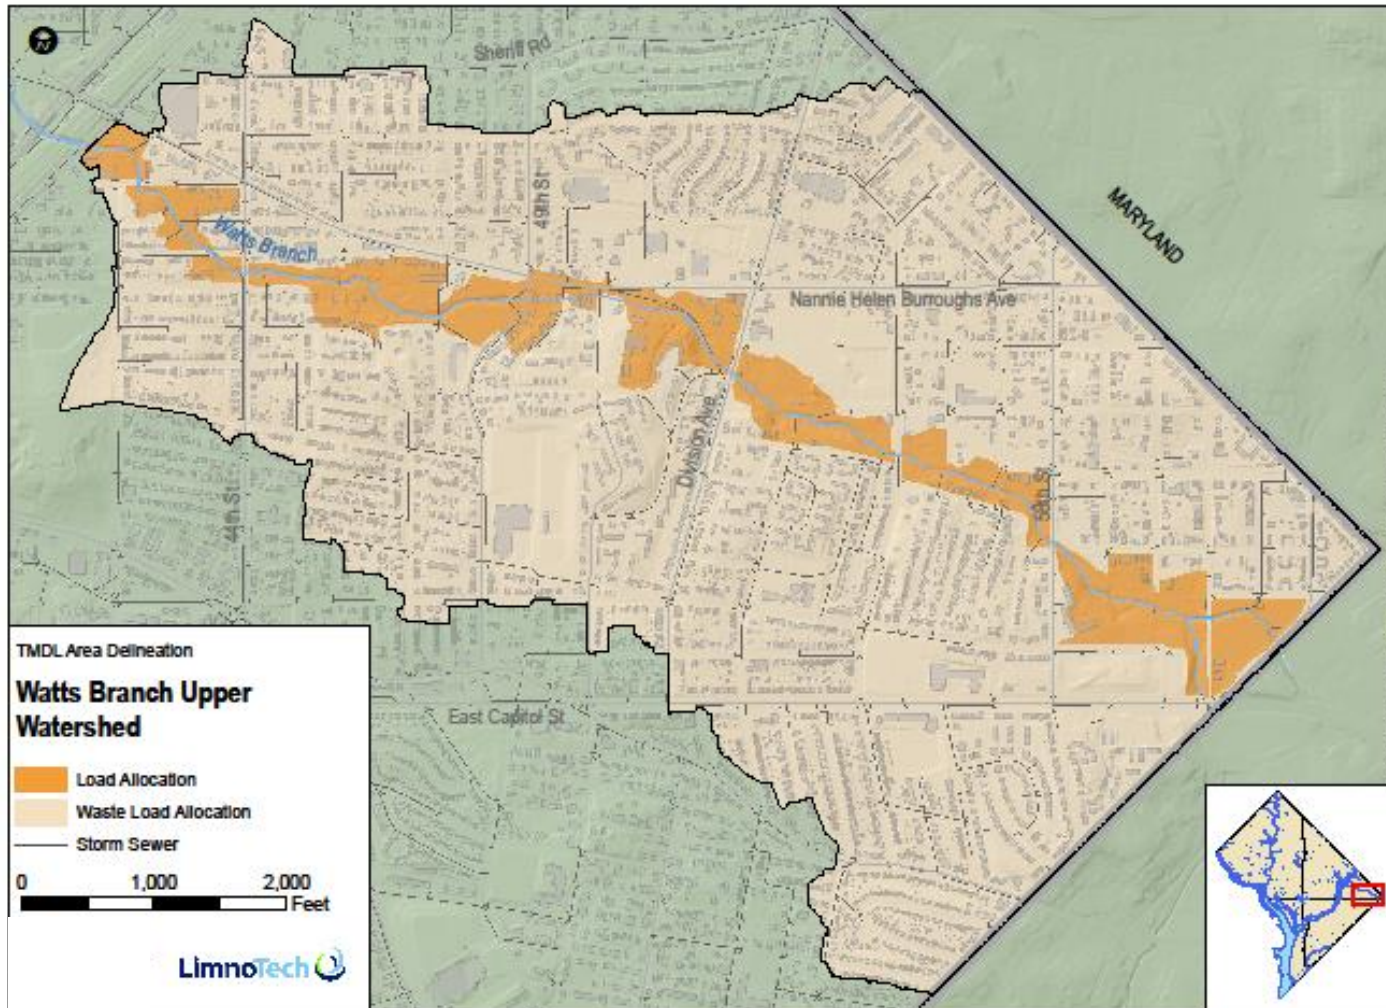 N
Sheriff Rd
MARYLAND
49th St
Watts Branch
Nannie Helen Burroughs Ave
Division Ave
44th St
58th St
East Capitol St
TMDL Area Delineation
Watts Branch Upper
Watershed
Load Allocation
Waste Load Allocation
Storm Sewer
0 1,000 2,000
Feet
LimnoTech